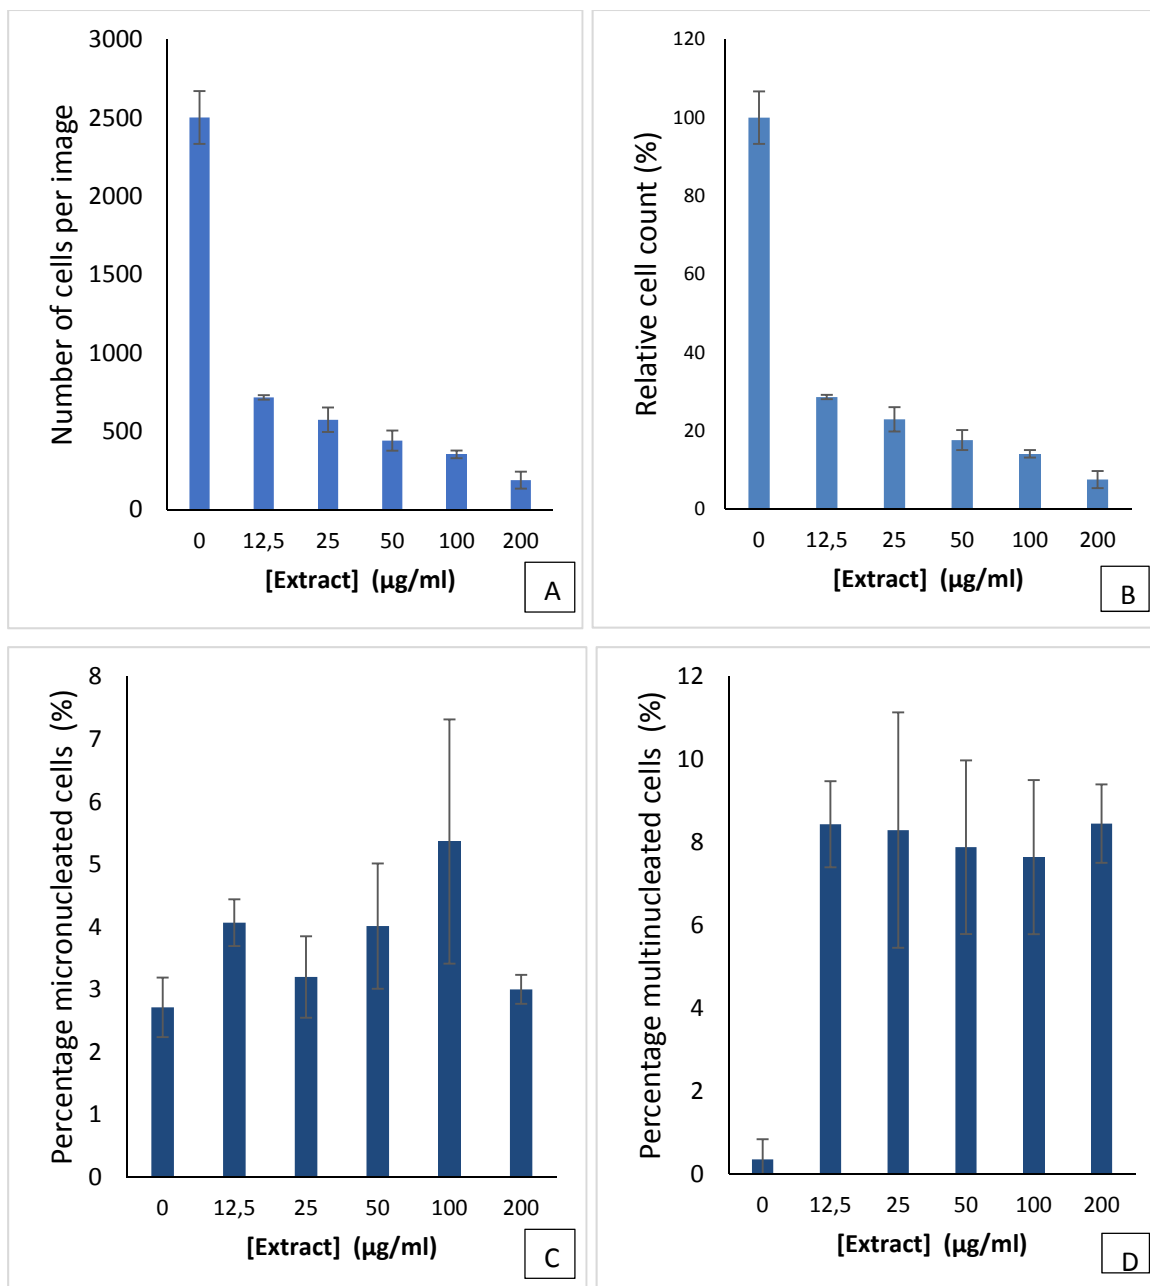 Number of cells per image
3000
2500
2000
1500
1000
500
0
0 12,5 25 50 100 200
[Extract] (µg/ml)
A
Relative cell count (%)
120
100
80
60
40
20
0
0 12,5 25 50 100 200
[Extract] (µg/ml)
B
Percentage micronucleated cells (%)
8
7
6
5
4
3
2
1
0
0 12,5 25 50 100 200
[Extract] (µg/ml)
C
Percentage multinucleated cells (%)
12
10
8
6
4
2
0
0 12,5 25 50 100 200
[Extract] (µg/ml)
D